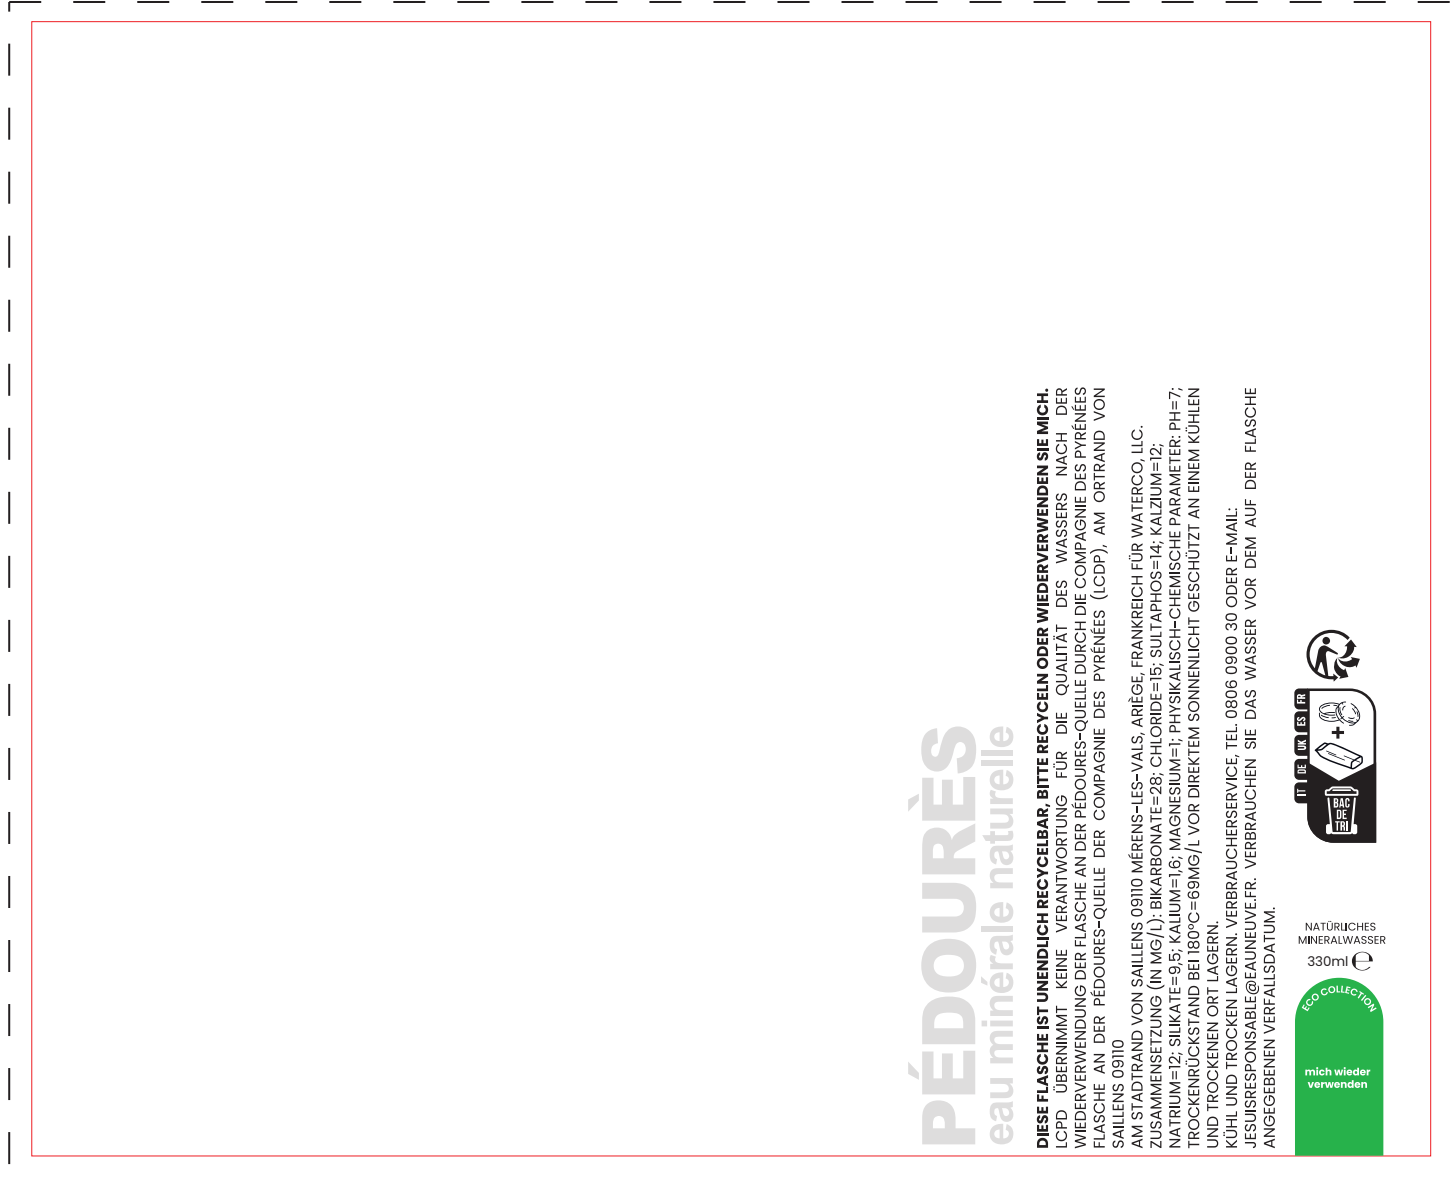 PÉDOURÈS
eau minérale naturelle
DIESE FLASCHE IST UNENDLICH RECYCELBAR, BITTE RECYCELN ODER WIEDERVERWENDEN SIE MICH.
LCPD ÜBERNIMMT KEINE VERANTWORTUNG FÜR DIE QUALITÄT DES WASSERS NACH DER
WIEDERVERWENDUNG DER FLASCHE AN DER PÉDOURES-QUELLE DURCH DIE COMPAGNIE DES PYRÉNÉES
FLASCHE AN DER PÉDOURES-QUELLE DER COMPAGNIE DES PYRÉNÉES (LCDP), AM ORTRAND VON
SAILLENS 09110
AM STADTRAND VON SAILLENS 09110 MÉRENS-LES-VALS, ARIÈGE, FRANKREICH FÜR WATERCO, LLC.
ZUSAMMENSETZUNG (IN MG/L): BIKARBONATE=28; CHLORIDE=15; SULTAPHOS=14; KALZIUM=12;
NATRIUM=12; SILIKATE=9,5; KALIUM=1,6; MAGNESIUM=1; PHYSIKALISCH-CHEMISCHE PARAMETER: PH=7;
TROCKENRÜCKSTAND BEI 180°C=69MG/L VOR DIREKTEM SONNENLICHT GESCHÜTZT AN EINEM KÜHLEN
UND TROCKENEN ORT LAGERN.
KÜHL UND TROCKEN LAGERN. VERBRAUCHERSERVICE, TEL. 0806 0900 30 ODER E-MAIL:
JESUISRESPONSABLE@EAUNEUVE.FR. VERBRAUCHEN SIE DAS WASSER VOR DEM AUF DER FLASCHE
ANGEGEBENEN VERFALLSDATUM.
IT DE UK ES FR
+
BAC
DE
TRI
NATÜRLICHES
MINERALWASSER
330ml ℮
ECO COLLECTION
mich wieder
verwenden